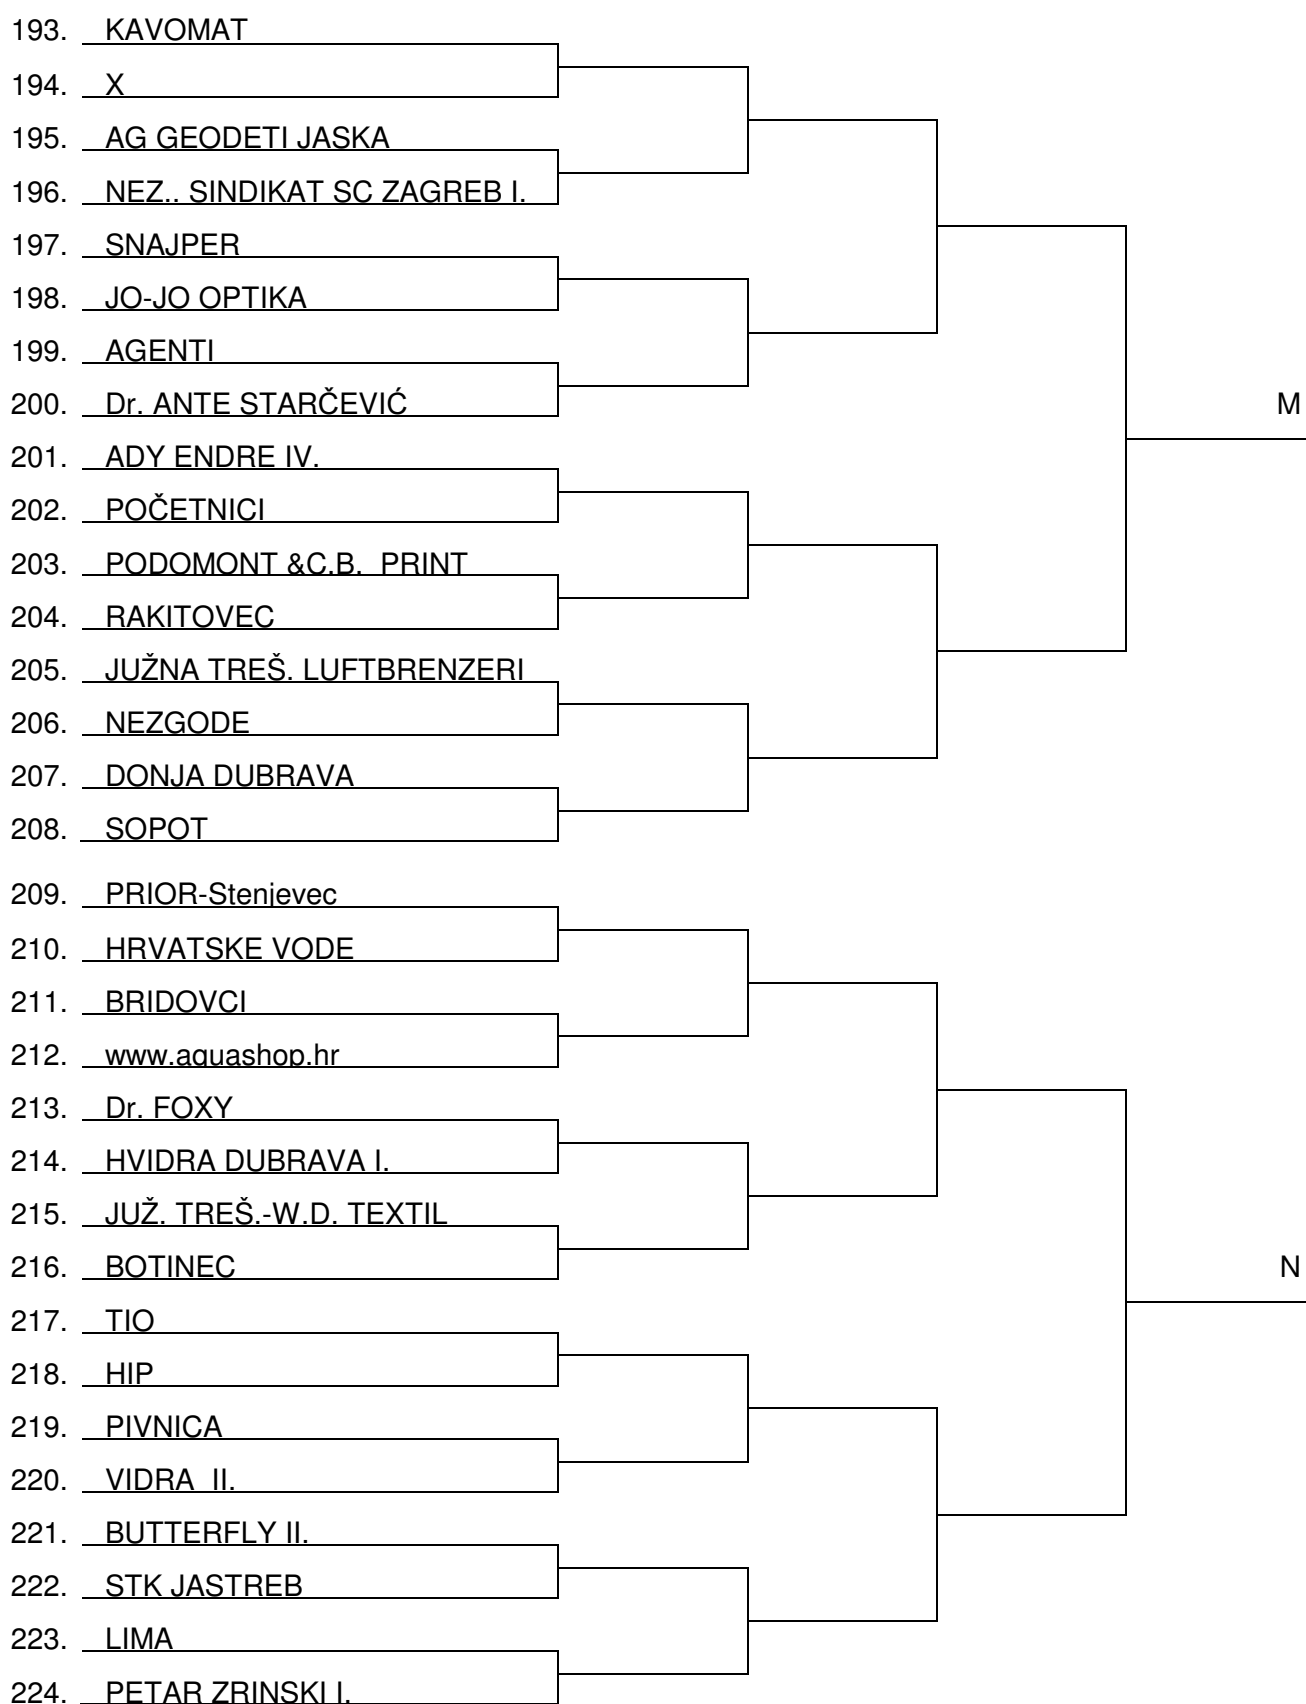 193. KAVOMAT
194. X
195. AG GEODETI JASKA
196. NEZ.. SINDIKAT SC ZAGREB I.
197. SNAJPER
198. JO-JO OPTIKA
199. AGENTI
200. Dr. ANTE STARČEVIĆ
M
201. ADY ENDRE IV.
202. POČETNICI
203. PODOMONT &C.B. PRINT
204. RAKITOVEC
205. JUŽNA TREŠ. LUFTBRENZERI
206. NEZGODE
207. DONJA DUBRAVA
208. SOPOT
209. PRIOR-Stenjevec
210. HRVATSKE VODE
211. BRIDOVCI
212. www.aquashop.hr
213. Dr. FOXY
214. HVIDRA DUBRAVA I.
215. JUŽ. TREŠ.-W.D. TEXTIL
216. BOTINEC
N
217. TIO
218. HIP
219. PIVNICA
220. VIDRA II.
221. BUTTERFLY II.
222. STK JASTREB
223. LIMA
224. PETAR ZRINSKI I.